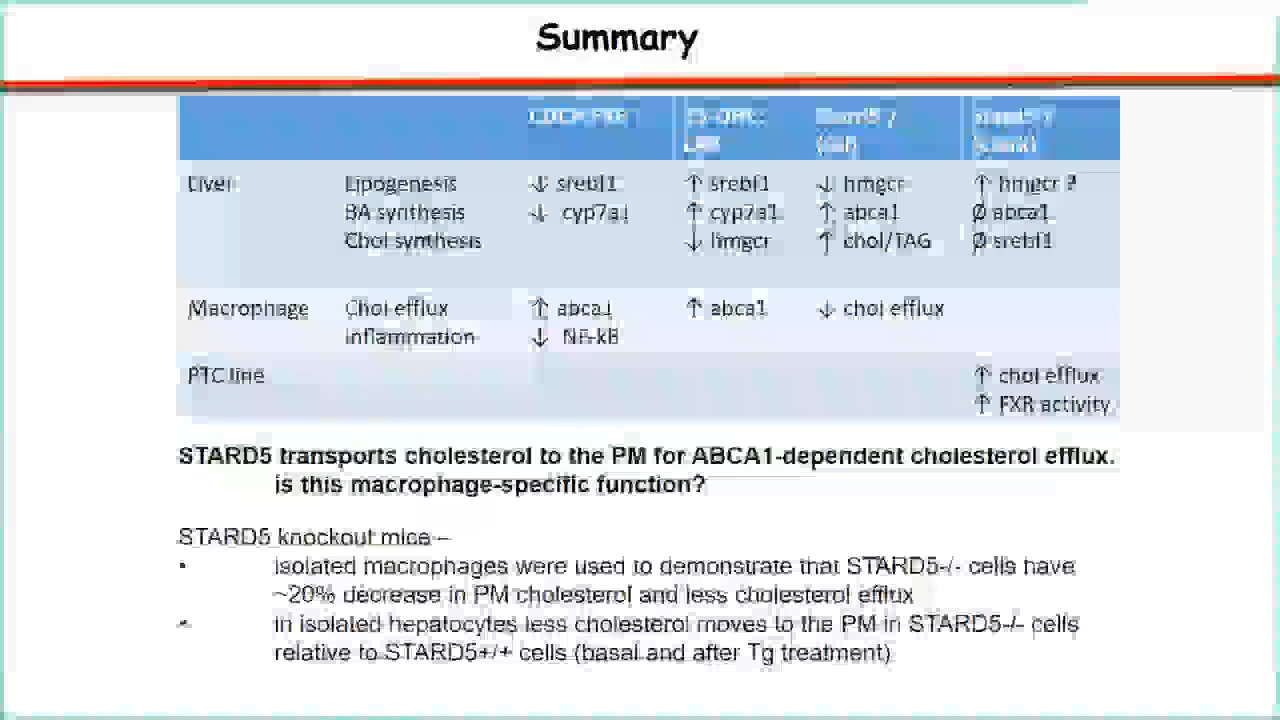 Summary
Liver Lipogenesis ↓ srebf1 ↑ srebf1 ↓ hmgcr ↑ hmgcr ?
BA synthesis ↓ cyp7a1 ↑ cyp7a1 ↑ abca1 Ø abca1
Chol synthesis ↓ hmgcr ↑ chol/TAG Ø srebf1
Macrophage Chol efflux ↑ abca1 ↑ abca1 ↓ chol efflux
Inflammation ↓ NF-kB
PTC line ↑ chol efflux
↑ FXR activity
STARD5 transports cholesterol to the PM for ABCA1-dependent cholesterol efflux.
is this macrophage-specific function?
STARD5 knockout mice –
• isolated macrophages were used to demonstrate that STARD5-/- cells have
~20% decrease in PM cholesterol and less cholesterol efflux
• in isolated hepatocytes less cholesterol moves to the PM in STARD5-/- cells
relative to STARD5+/+ cells (basal and after Tg treatment)